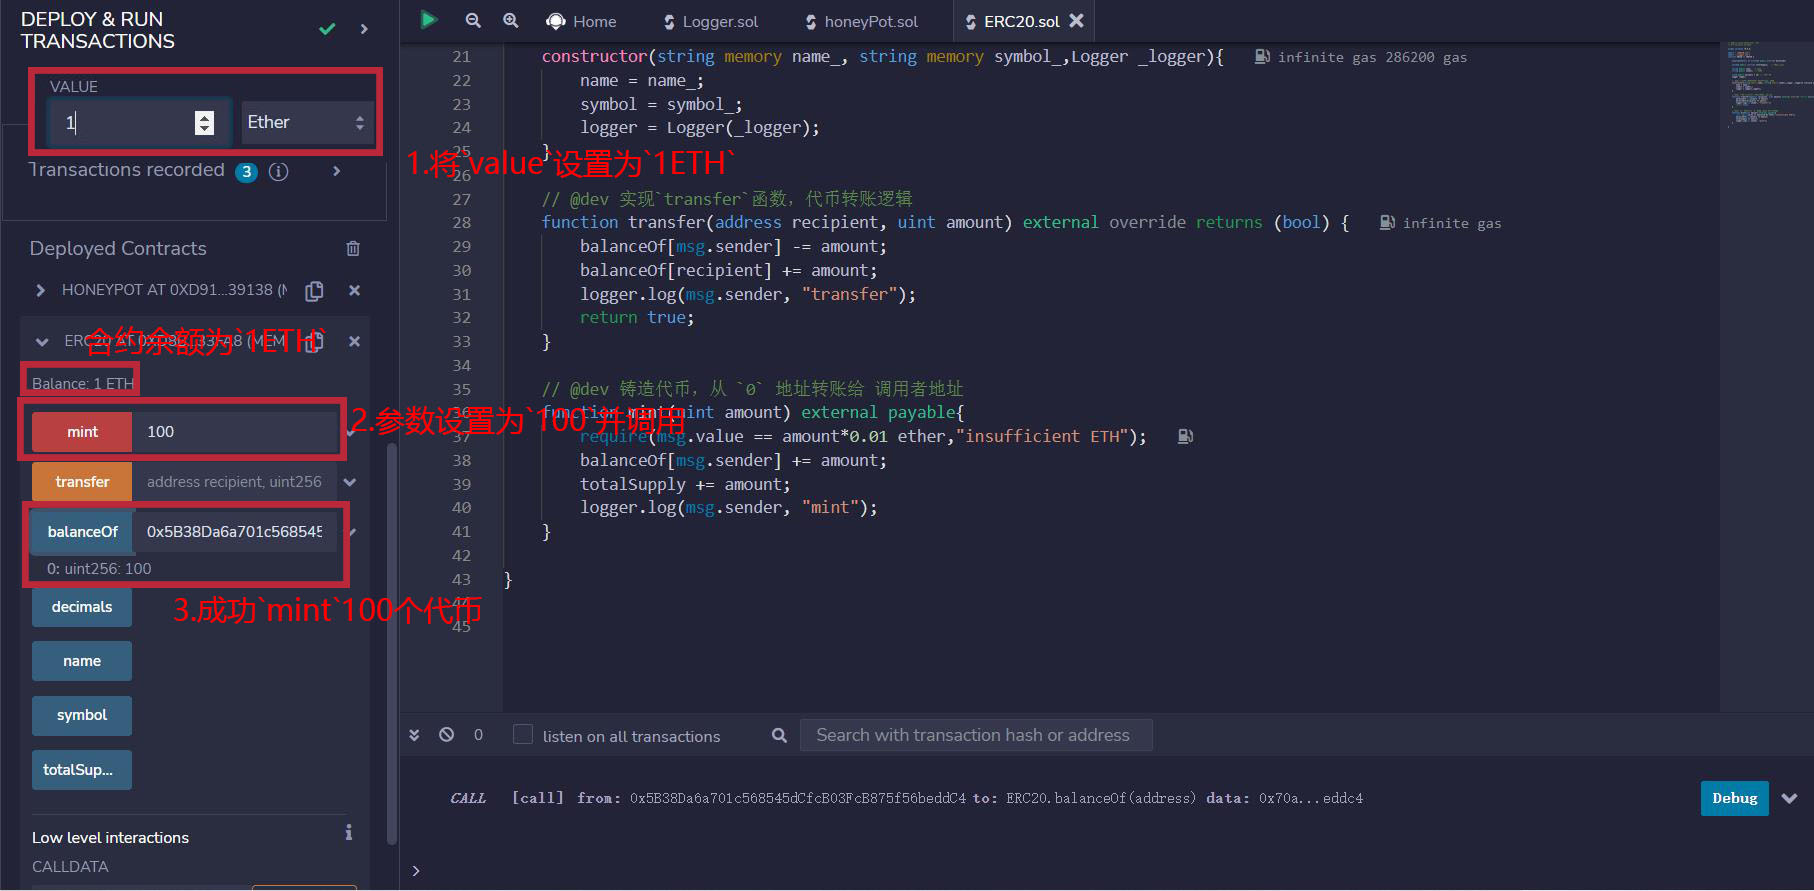 DEPLOY & RUN
TRANSACTIONS
VALUE
1
Ether
Transactions recorded 3
Deployed Contracts
HONEYPOT AT 0XD91...39138 (M
ERC20 AT 0XD8B...33FA8 (MEM
合约余额为`1ETH`
Balance: 1 ETH
mint 100
transfer address recipient, uint256
balanceOf 0x5B38Da6a701c568545
0: uint256: 100
3.成功`mint`100个代币
decimals
name
symbol
totalSup...
Low level interactions
CALLDATA
Home Logger.sol honeyPot.sol ERC20.sol
21 constructor(string memory name_, string memory symbol_,Logger _logger){ infinite gas 286200 gas
22 name = name_;
23 symbol = symbol_;
24 logger = Logger(_logger);
25 }
1.将`value`设置为`1ETH`
26
27 // @dev 实现`transfer`函数，代币转账逻辑
28 function transfer(address recipient, uint amount) external override returns (bool) { infinite gas
29 balanceOf[msg.sender] -= amount;
30 balanceOf[recipient] += amount;
31 logger.log(msg.sender, "transfer");
32 return true;
33 }
34
35 // @dev 铸造代币，从 `0` 地址转账给 调用者地址
36 function mint(uint amount) external payable{
2.参数设置为`100`并调用
37 require(msg.value == amount*0.01 ether,"insufficient ETH");
38 balanceOf[msg.sender] += amount;
39 totalSupply += amount;
40 logger.log(msg.sender, "mint");
41 }
42
43 }
44
45
0 listen on all transactions Search with transaction hash or address
CALL [call] from: 0x5B38Da6a701c568545dCfcB03FcB875f56beddC4 to: ERC20.balanceOf(address) data: 0x70a...eddc4 Debug
>